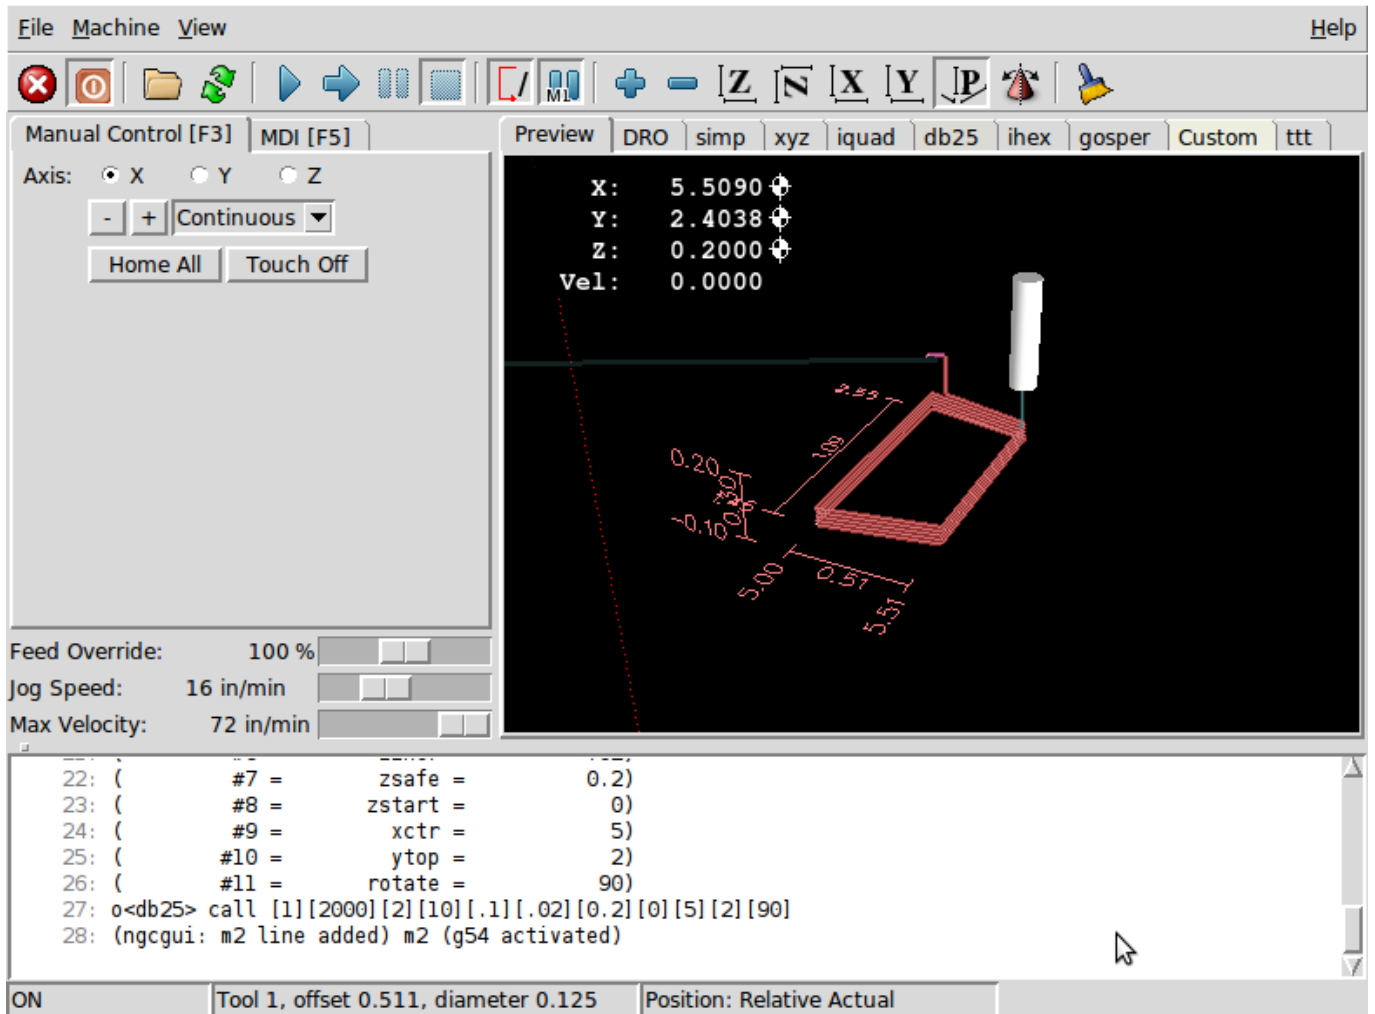 File Machine View Help
M1 Z N X Y P
Manual Control [F3] MDI [F5]
Preview DRO simp xyz iquad db25 ihex gosper Custom ttt
Axis: X Y Z
- + Continuous
Home All Touch Off
X: 5.5090
Y: 2.4038
Z: 0.2000
Vel: 0.0000
0.20
-0.10
5.00
0.51
5.51
Feed Override: 100 %
Jog Speed: 16 in/min
Max Velocity: 72 in/min
22: ( #7 = zsafe = 0.2)
23: ( #8 = zstart = 0)
24: ( #9 = xctr = 5)
25: ( #10 = ytop = 2)
26: ( #11 = rotate = 90)
27: o<db25> call [1][2000][2][10][.1][.02][0.2][0][5][2][90]
28: (ngcgui: m2 line added) m2 (g54 activated)
ON Tool 1, offset 0.511, diameter 0.125 Position: Relative Actual